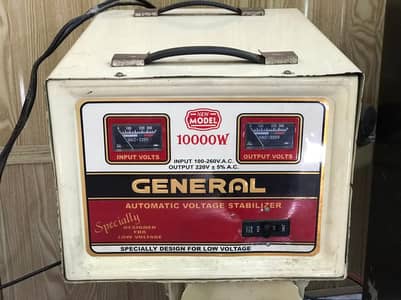 NEW
MODEL
10000W
INPUT VOLTS
OUTPUT VOLTS
INPUT 100-260V.A.C.
OUTPUT 220V ± 5% A.C.
GENERAL
AUTOMATIC VOLTAGE STABILIZER
Specially
DESIGNED
FOR
LOW VOLTAGE
SPECIALLY DESIGN FOR LOW VOLTAGE